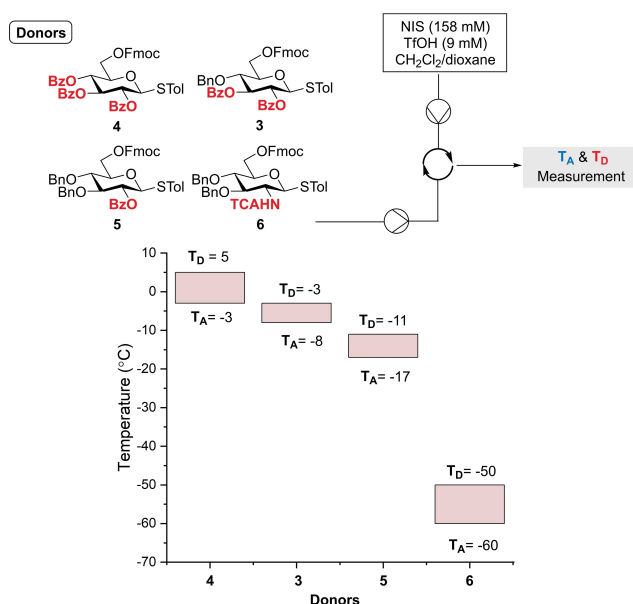 Donors
OFmoc
BzO
BzO
BzO
STol
4
OFmoc
BnO
BzO
BzO
STol
3
OFmoc
BnO
BnO
BzO
STol
5
OFmoc
BnO
BnO
TCAHN
STol
6
O
O
O
O
NIS (158 mM)
TfOH (9 mM)
CH2Cl2/dioxane
TA & TD
Measurement
Temperature (°C)
10
0
-10
-20
-30
-40
-50
-60
-70
TD = 5
TA= -3
TD= -3
TA= -8
TD= -11
TA= -17
TD= -50
TA= -60
4
3
5
6
Donors